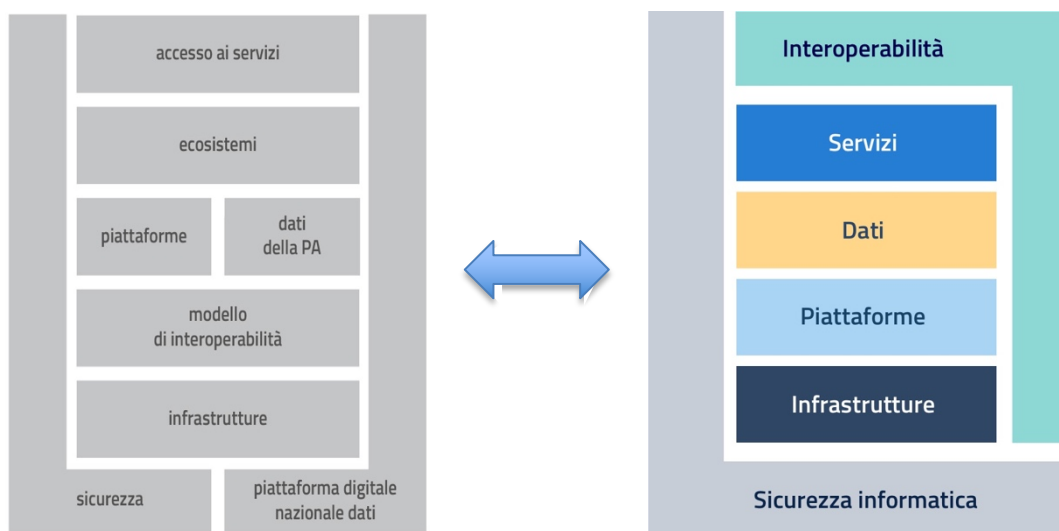 accesso ai servizi
ecosistemi
piattaforme
dati
della PA
modello
di interoperabilità
infrastrutture
sicurezza
piattaforma digitale
nazionale dati
Interoperabilità
Servizi
Dati
Piattaforme
Infrastrutture
Sicurezza informatica